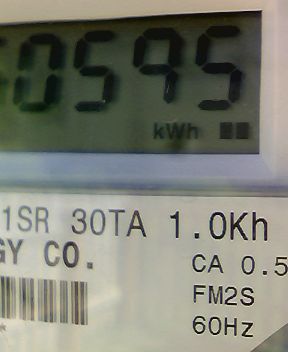 0595
kWh
1SR 30TA 1.0Kh
GY CO.
CA 0.5
FM2S
60Hz